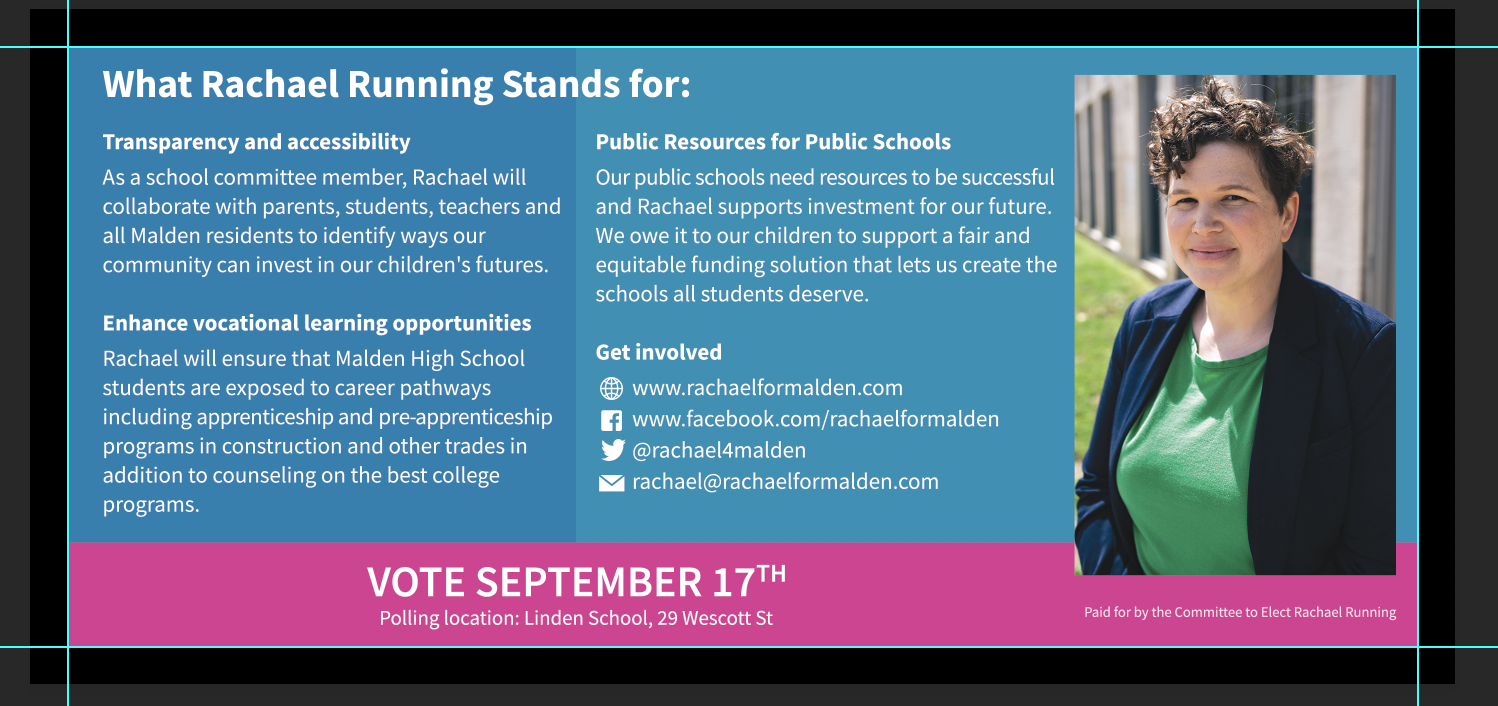 What Rachael Running Stands for:
Transparency and accessibility
As a school committee member, Rachael will
collaborate with parents, students, teachers and
all Malden residents to identify ways our
community can invest in our children's futures.
Enhance vocational learning opportunities
Rachael will ensure that Malden High School
students are exposed to career pathways
including apprenticeship and pre-apprenticeship
programs in construction and other trades in
addition to counseling on the best college
programs.
Public Resources for Public Schools
Our public schools need resources to be successful
and Rachael supports investment for our future.
We owe it to our children to support a fair and
equitable funding solution that lets us create the
schools all students deserve.
Get involved
www.rachaelformalden.com
www.facebook.com/rachaelformalden
@rachael4malden
rachael@rachaelformalden.com
VOTE SEPTEMBER 17TH
Polling location: Linden School, 29 Wescott St
Paid for by the Committee to Elect Rachael Running